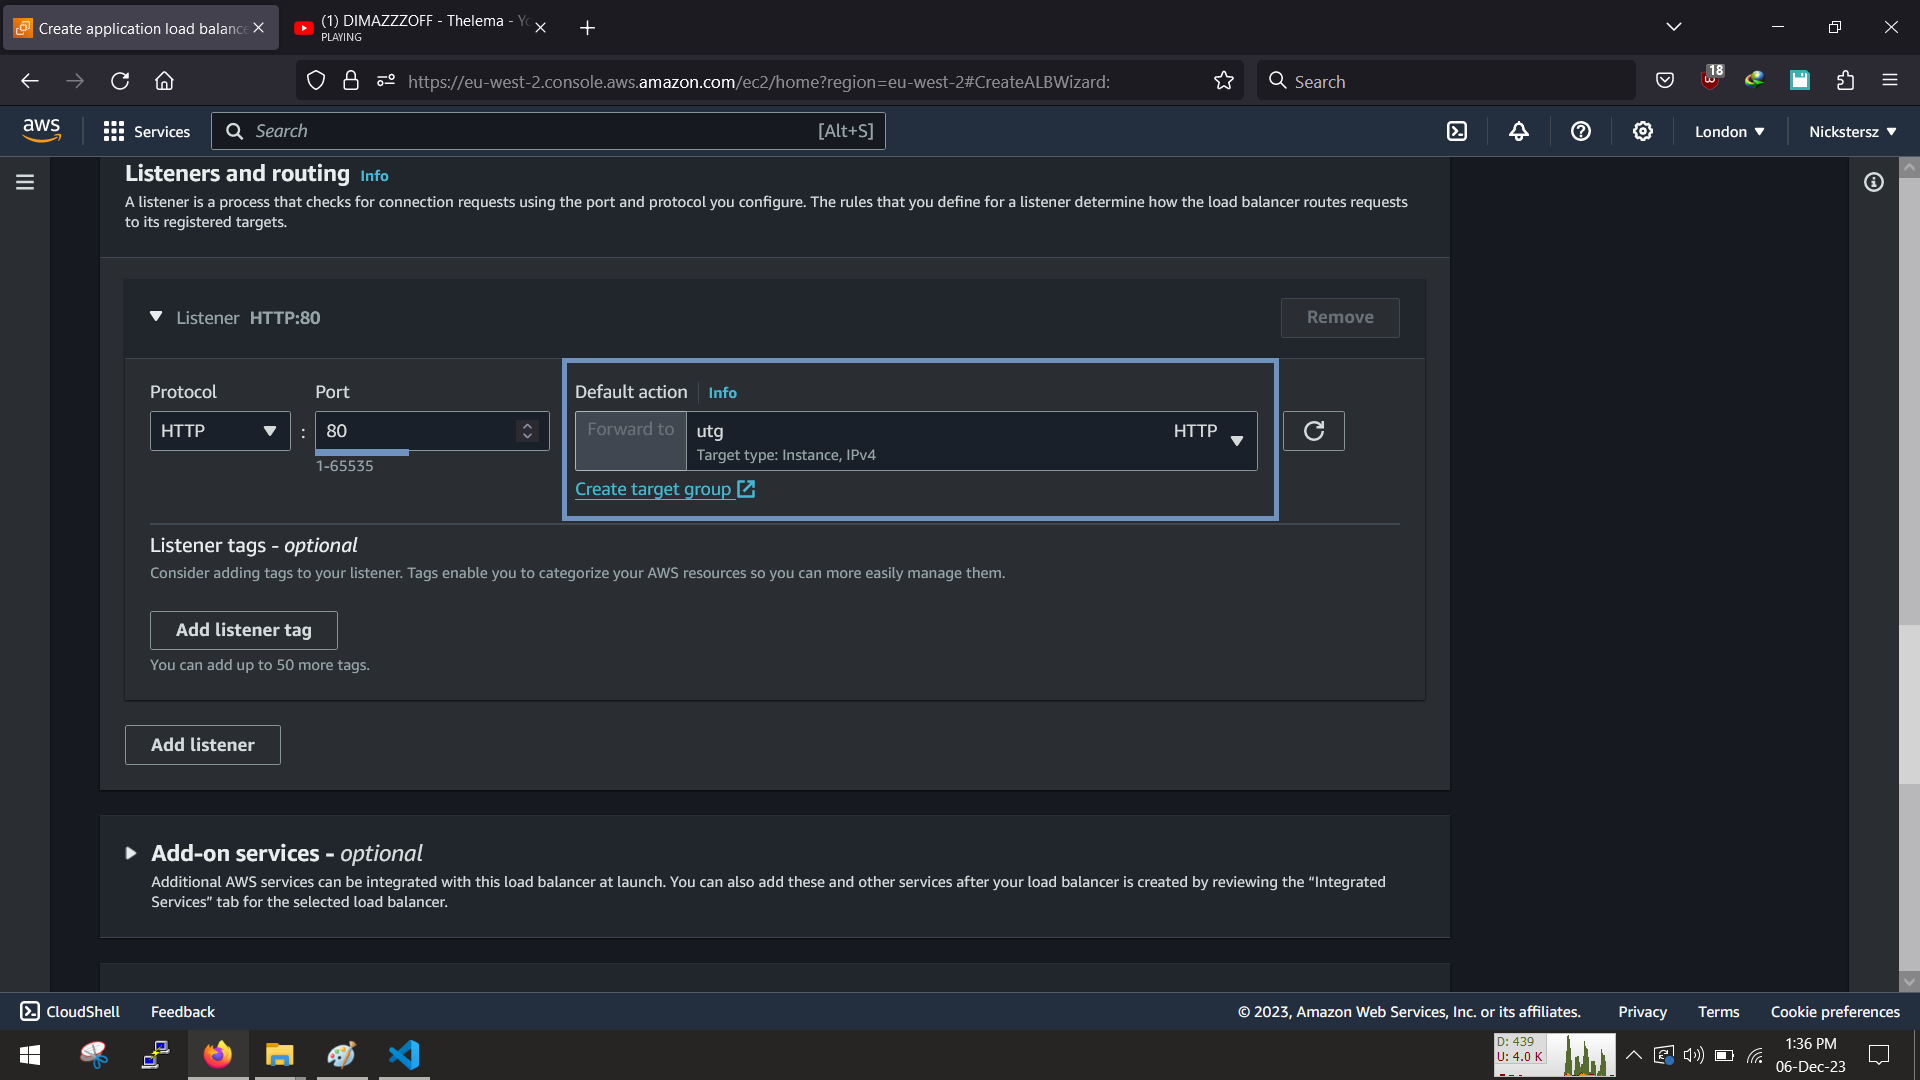 Create application load balance
(1) DIMAZZZOFF - Thelema - Yo
PLAYING
https://eu-west-2.console.aws.amazon.com/ec2/home?region=eu-west-2#CreateALBWizard:
Search
18
aws
Services
Search
[Alt+S]
London
Nickstersz
Listeners and routing Info
A listener is a process that checks for connection requests using the port and protocol you configure. The rules that you define for a listener determine how the load balancer routes requests
to its registered targets.
Listener HTTP:80
Remove
Protocol
Port
Default action
Info
HTTP
:
80
Forward to
utg
HTTP
Target type: Instance, IPv4
1-65535
Create target group
Listener tags - optional
Consider adding tags to your listener. Tags enable you to categorize your AWS resources so you can more easily manage them.
Add listener tag
You can add up to 50 more tags.
Add listener
Add-on services - optional
Additional AWS services can be integrated with this load balancer at launch. You can also add these and other services after your load balancer is created by reviewing the “Integrated
Services” tab for the selected load balancer.
CloudShell
Feedback
© 2023, Amazon Web Services, Inc. or its affiliates.
Privacy
Terms
Cookie preferences
D: 439
U: 4.0 K
1:36 PM
06-Dec-23